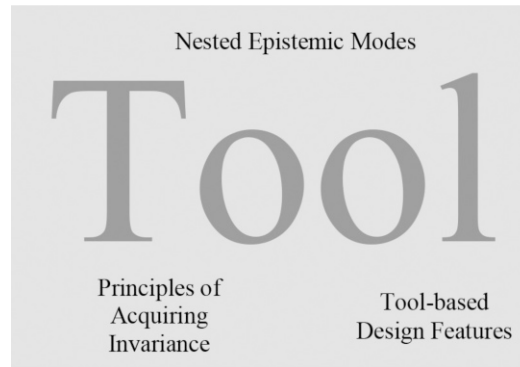 Nested Epistemic Modes
Tool
Principles of
Acquiring
Invariance
Tool-based
Design Features